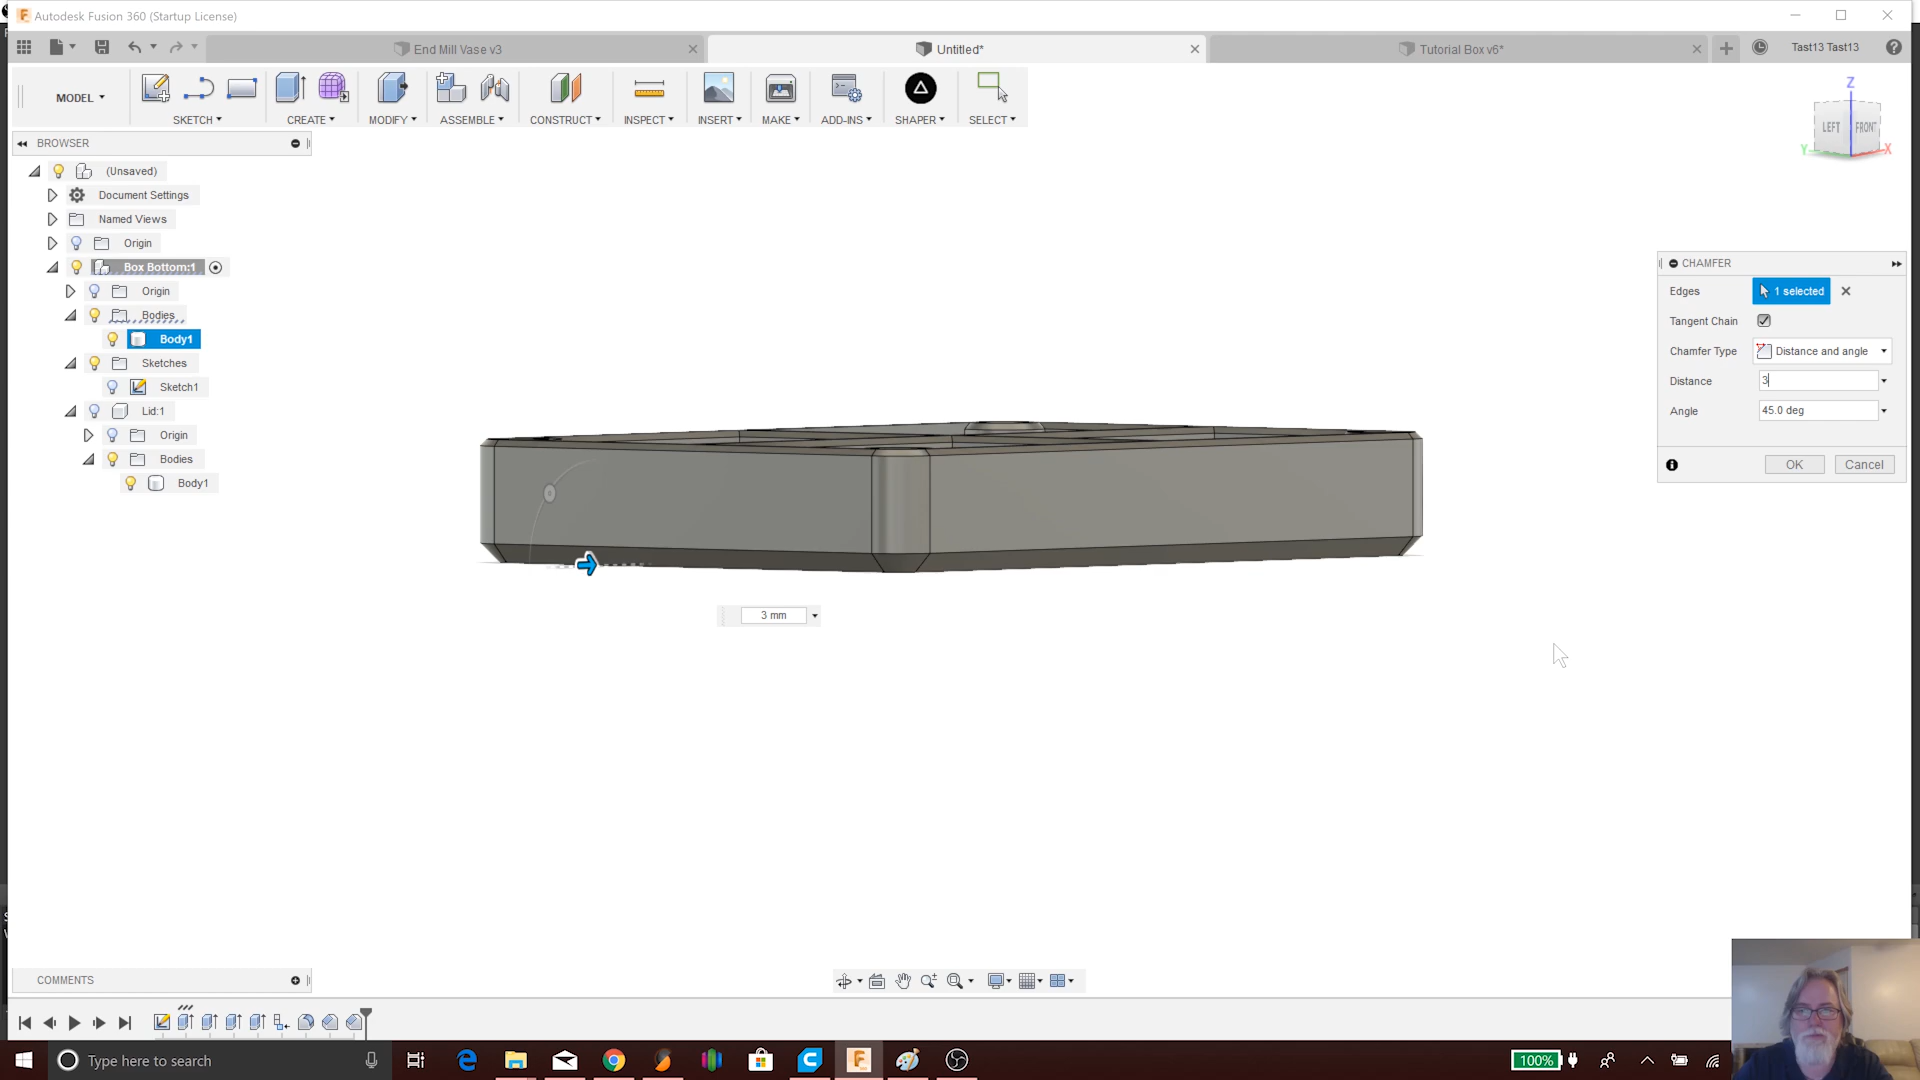 Autodesk Fusion 360 (Startup License)
End Mill Vase v3
Untitled*
Tutorial Box v6*
Tast13 Tast13
MODEL
SKETCH
CREATE
MODIFY
ASSEMBLE
CONSTRUCT
INSPECT
INSERT
MAKE
ADD-INS
SHAPER
SELECT
Z
LEFT
FRONT
Y
X
BROWSER
(Unsaved)
Document Settings
Named Views
Origin
Box Bottom:1
Origin
Bodies
Body1
Sketches
Sketch1
Lid:1
Origin
Bodies
Body1
CHAMFER
Edges
1 selected
Tangent Chain
Chamfer Type
Distance and angle
Distance
3
Angle
45.0 deg
OK
Cancel
3 mm
COMMENTS
Type here to search
100%